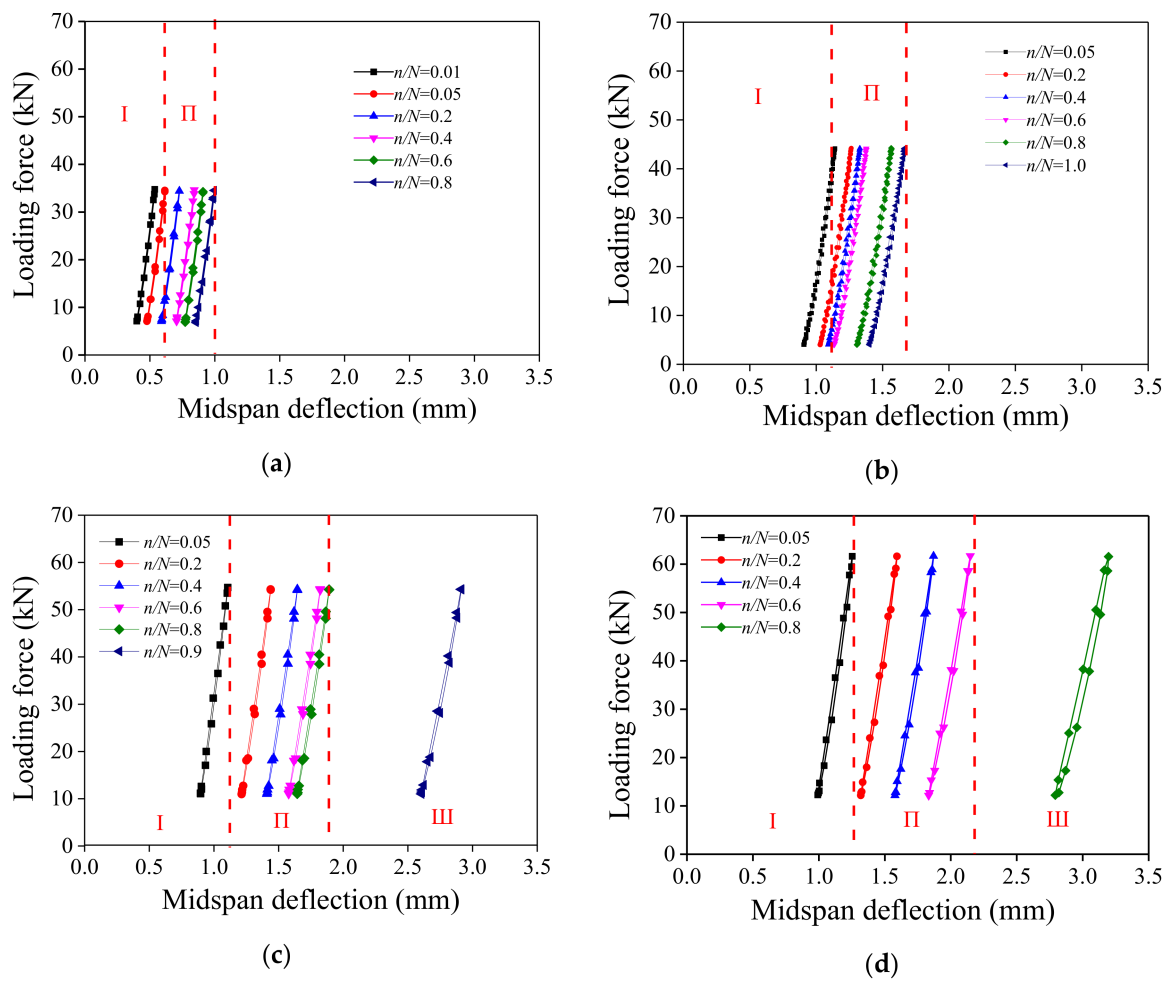 70
60
50
40
30
20
10
0
Loading force (kN)
I
Π
n/N=0.01
n/N=0.05
n/N=0.2
n/N=0.4
n/N=0.6
n/N=0.8
0.0 0.5 1.0 1.5 2.0 2.5 3.0 3.5
Midspan deflection (mm)
(a)
70
60
50
40
30
20
10
0
Loading force (kN)
I
Π
n/N=0.05
n/N=0.2
n/N=0.4
n/N=0.6
n/N=0.8
n/N=1.0
0.0 0.5 1.0 1.5 2.0 2.5 3.0 3.5
Midspan deflection (mm)
(b)
70
60
50
40
30
20
10
0
Loading force (kN)
n/N=0.05
n/N=0.2
n/N=0.4
n/N=0.6
n/N=0.8
n/N=0.9
I
Π
III
0.0 0.5 1.0 1.5 2.0 2.5 3.0 3.5
Midspan deflection (mm)
(c)
70
60
50
40
30
20
10
0
Loading force (kN)
n/N=0.05
n/N=0.2
n/N=0.4
n/N=0.6
n/N=0.8
I
Π
III
0.0 0.5 1.0 1.5 2.0 2.5 3.0 3.5
Midspan deflection (mm)
(d)